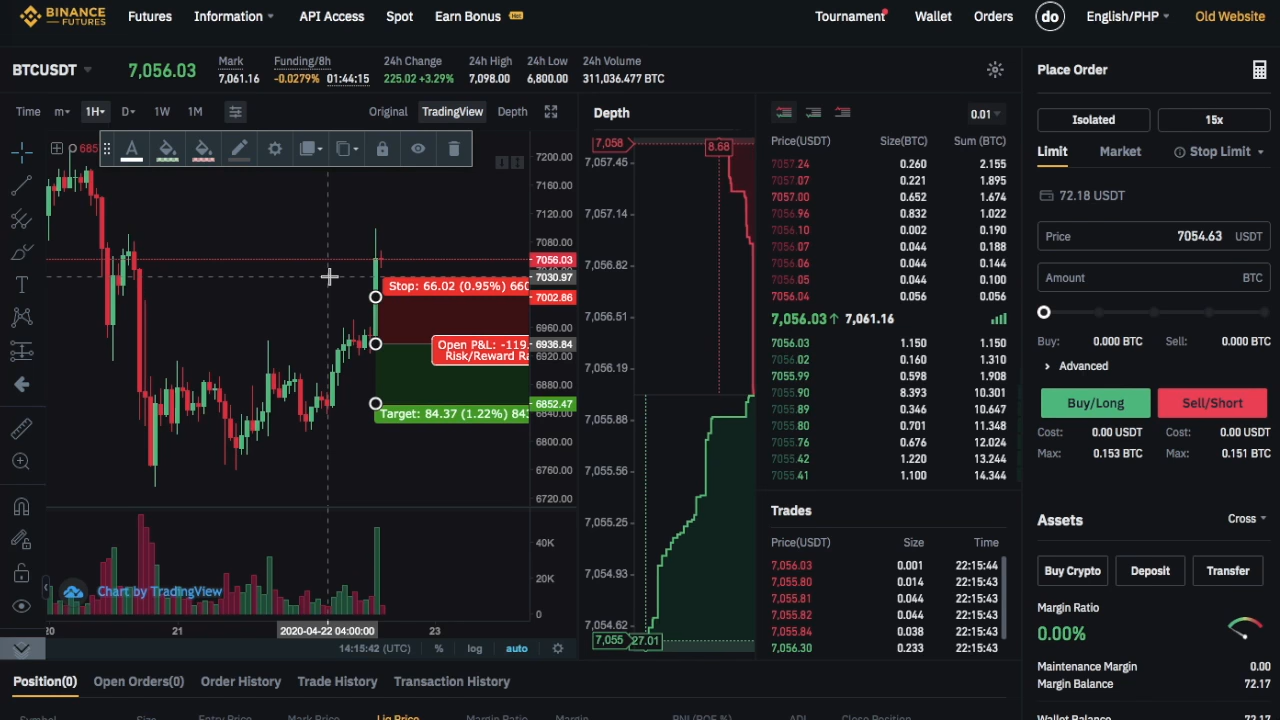 BINANCE FUTURES
Futures
Information
API Access
Spot
Earn Bonus
Tournament
Wallet
Orders
do
English/PHP
Old Website
BTCUSDT
7,056.03
Mark
7,061.16
Funding/8h
-0.0279% 01:44:15
24h Change
225.02 +3.29%
24h High
7,098.00
24h Low
6,800.00
24h Volume
311,036.477 BTC
Time
m
1H
D
1W
1M
Original
TradingView
Depth
7200.00
7160.00
7120.00
7080.00
7056.03
7030.97
7002.86
6960.00
6936.84
6920.00
6880.00
6852.47
6840.00
6800.00
6760.00
6720.00
40K
20K
0
Stop: 66.02 (0.95%) 660
Open P&L: -119.
Risk/Reward Ra
Target: 84.37 (1.22%) 843
Chart by TradingView
20
21
2020-04-22 04:00:00
23
14:15:42 (UTC)
%
log
auto
Depth
7,058
8.68
7,057.45
7,057.14
7,056.82
7,056.51
7,056.19
7,055.88
7,055.56
7,055.25
7,054.93
7,054.62
7,055
27.01
0.01
Price(USDT) Size(BTC) Sum (BTC)
7057.24 0.260 2.155
7057.07 0.221 1.895
7057.00 0.652 1.674
7056.96 0.832 1.022
7056.10 0.002 0.190
7056.07 0.044 0.188
7056.06 0.044 0.144
7056.05 0.044 0.100
7056.04 0.056 0.056
7,056.03↑ 7,061.16
7056.03 1.150 1.150
7056.02 0.160 1.310
7055.99 0.598 1.908
7055.90 8.393 10.301
7055.89 0.346 10.647
7055.80 0.701 11.348
7055.76 0.676 12.024
7055.42 1.220 13.244
7055.41 1.100 14.344
Trades
Price(USDT) Size Time
7,056.03 0.001 22:15:44
7,055.80 0.014 22:15:43
7,055.81 0.044 22:15:43
7,055.82 0.044 22:15:43
7,055.84 0.038 22:15:43
7,056.30 0.233 22:15:43
Place Order
Isolated
15x
Limit
Market
Stop Limit
72.18 USDT
Price 7054.63 USDT
Amount BTC
Buy: 0.000 BTC Sell: 0.000 BTC
Advanced
Buy/Long
Sell/Short
Cost: 0.00 USDT Cost: 0.00 USDT
Max: 0.153 BTC Max: 0.151 BTC
Assets
Cross
Buy Crypto
Deposit
Transfer
Margin Ratio
0.00%
Maintenance Margin 0.00
Margin Balance 72.17
Position(0)
Open Orders(0)
Order History
Trade History
Transaction History